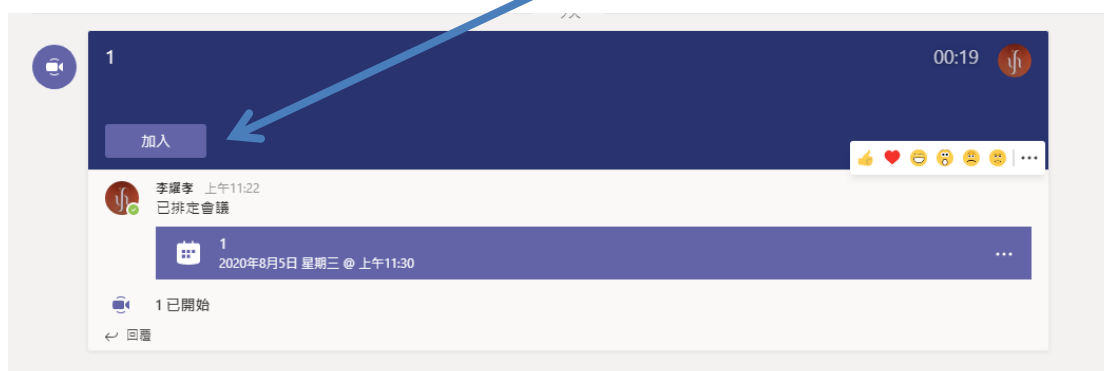 1
00:19
加入
李耀孝 上午11:22
已排定會議
1
2020年8月5日 星期三 @ 上午11:30
1 已開始
回覆